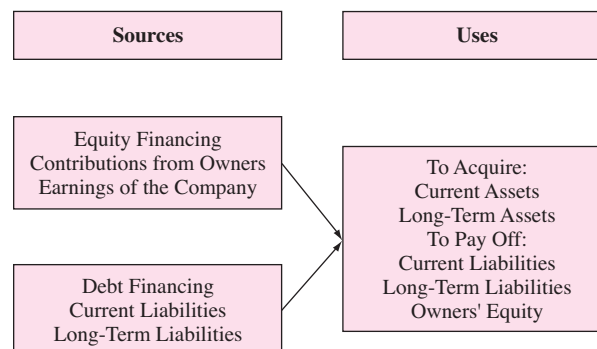 Sources
Uses
Equity Financing
Contributions from Owners
Earnings of the Company
Debt Financing
Current Liabilities
Long-Term Liabilities
To Acquire:
Current Assets
Long-Term Assets
To Pay Off:
Current Liabilities
Long-Term Liabilities
Owners' Equity